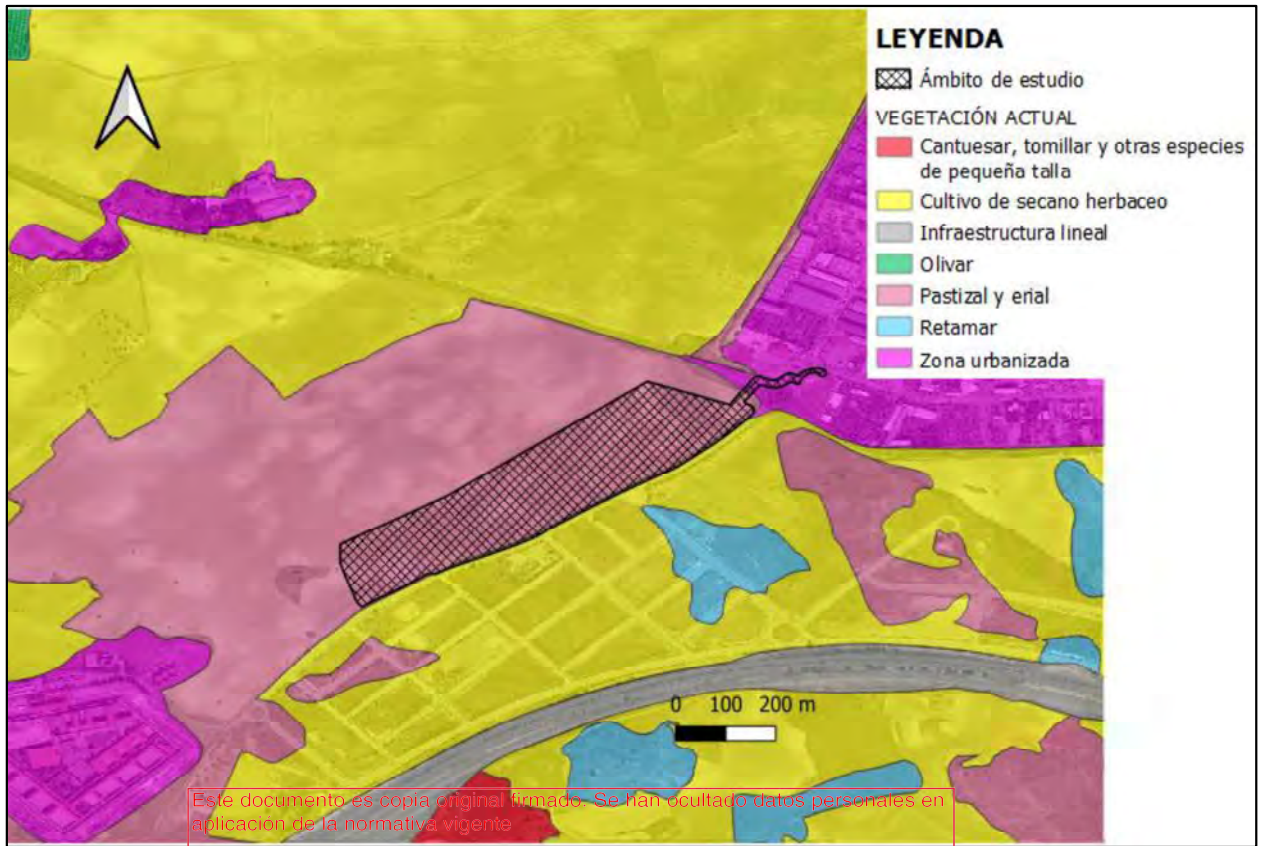 LEYENDA
Ámbito de estudio
VEGETACIÓN ACTUAL
Cantuesar, tomillar y otras especies
de pequeña talla
Cultivo de secano herbaceo
Infraestructura lineal
Olivar
Pastizal y erial
Retamar
Zona urbanizada
0 100 200 m
Este documento es copia original firmado. Se han ocultado datos personales en
aplicación de la normativa vigente